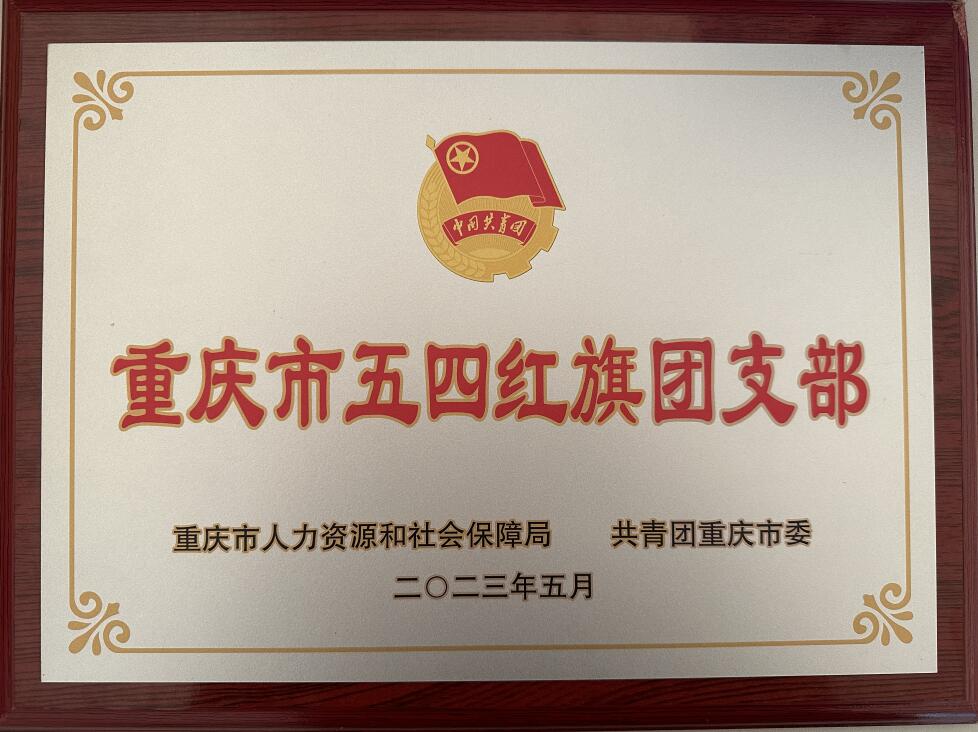 中国共青团
重庆市五四红旗团支部
重庆市人力资源和社会保障局 共青团重庆市委
二〇二三年五月